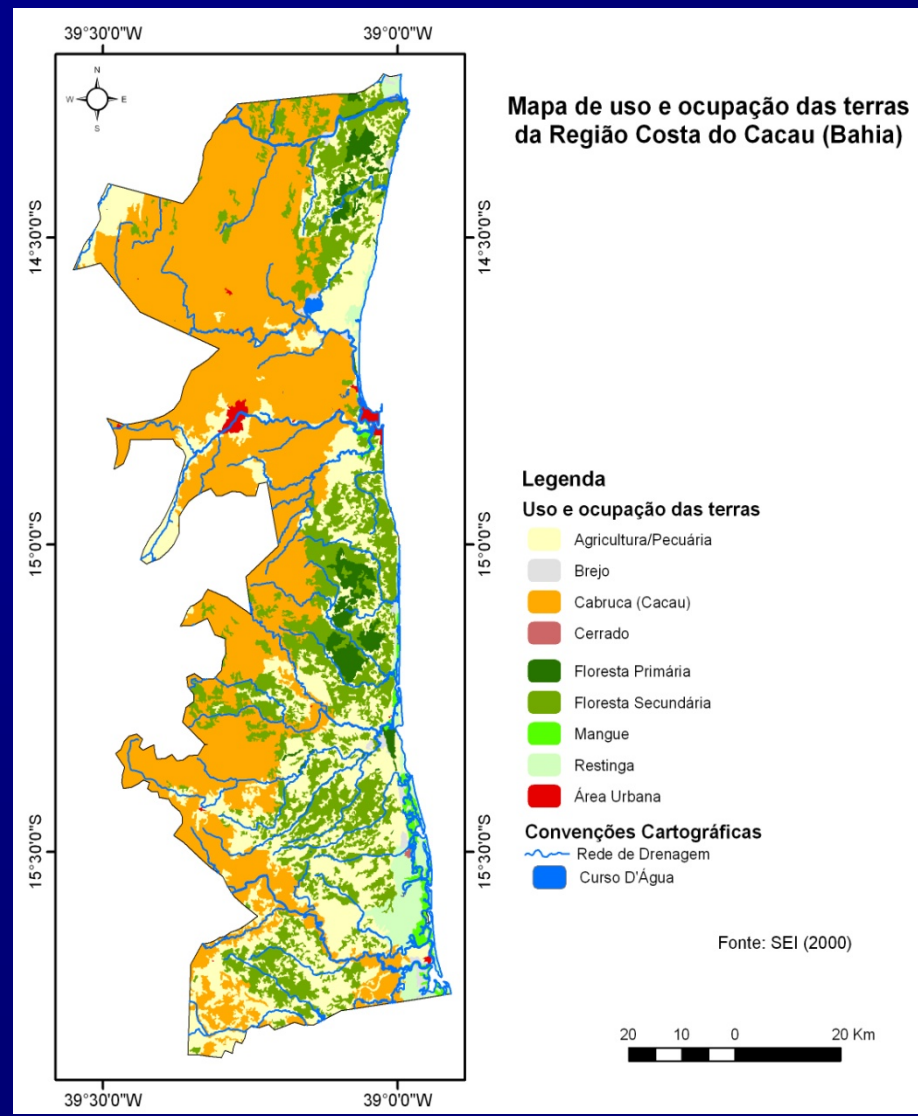 39°30'0"W
39°0'0"W
N
W
E
S
Mapa de uso e ocupação das terras
da Região Costa do Cacau (Bahia)
14°30'0"S
14°30'0"S
15°0'0"S
15°0'0"S
15°30'0"S
15°30'0"S
Legenda
Uso e ocupação das terras
Agricultura/Pecuária
Brejo
Cabruca (Cacau)
Cerrado
Floresta Primária
Floresta Secundária
Mangue
Restinga
Área Urbana
Convenções Cartográficas
Rede de Drenagem
Curso D'Água
Fonte: SEI (2000)
20 10 0 20 Km
39°30'0"W
39°0'0"W